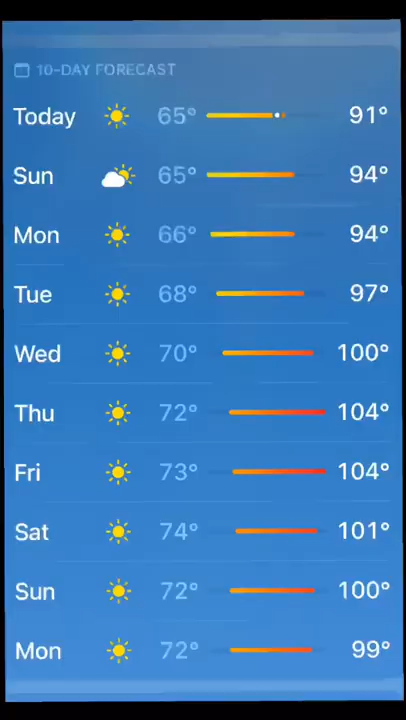 10-DAY FORECAST
Today 65° 91°
Sun 65° 94°
Mon 66° 94°
Tue 68° 97°
Wed 70° 100°
Thu 72° 104°
Fri 73° 104°
Sat 74° 101°
Sun 72° 100°
Mon 72° 99°